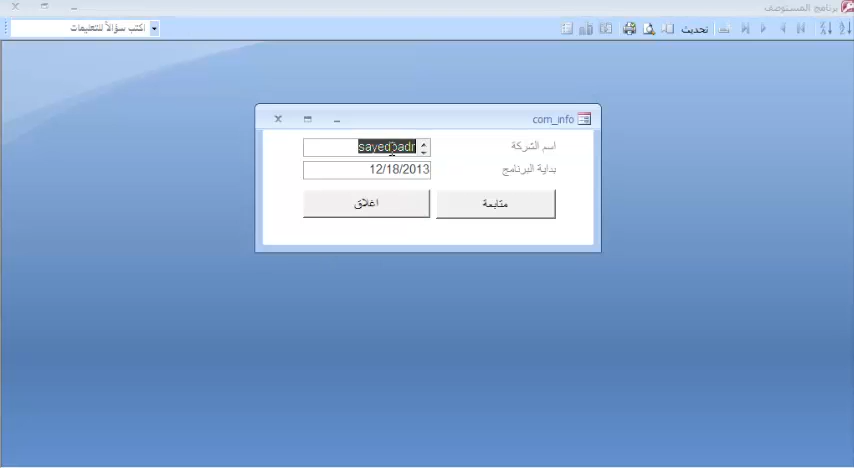 برنامج المستوصف
تحديث
اكتب سؤالاً للتعليمات
com_info
اسم الشركة
sayedbadr
بداية البرنامج
12/18/2013
متابعة
اغلاق